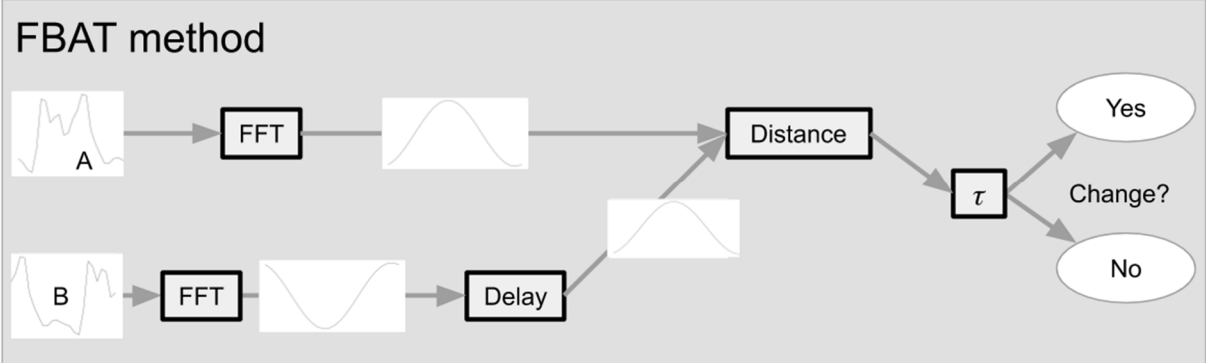 FBAT method
A
FFT
Distance
Yes
τ
Change?
B
FFT
Delay
No